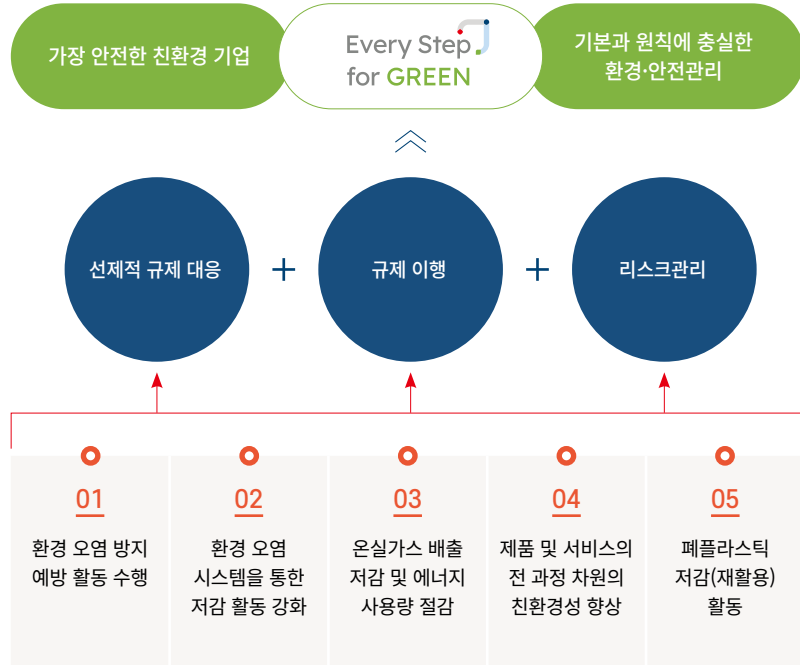 가장 안전한 친환경 기업
Every Step
for GREEN
기본과 원칙에 충실한
환경·안전관리
선제적 규제 대응
+
규제 이행
+
리스크관리
01
환경 오염 방지
예방 활동 수행
02
환경 오염
시스템을 통한
저감 활동 강화
03
온실가스 배출
저감 및 에너지
사용량 절감
04
제품 및 서비스의
전 과정 차원의
친환경성 향상
05
폐플라스틱
저감(재활용)
활동